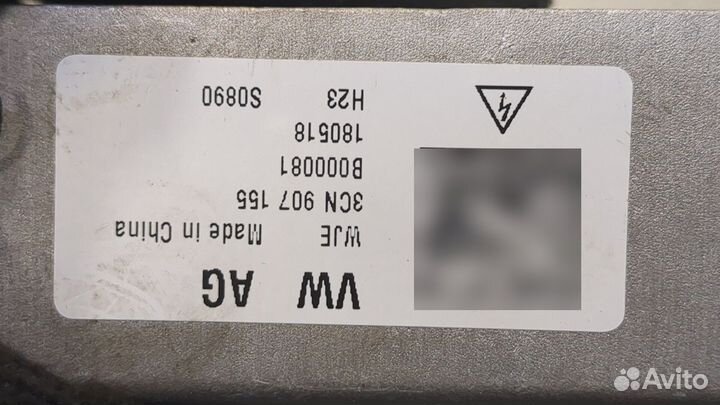 VW AG
WJE Made in China
3CN 907 155
B000081
180518
H23 S0890
Avito